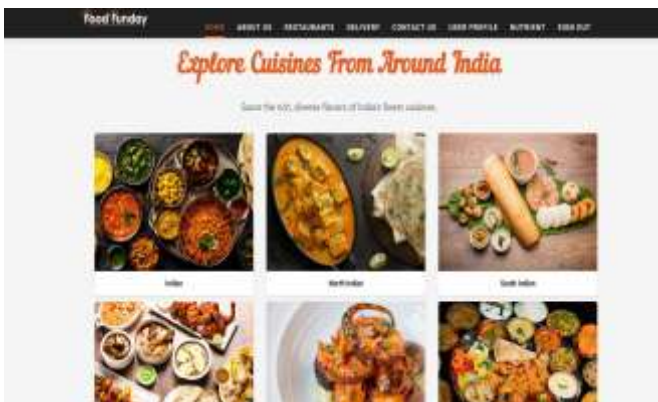 Food Funday
HOME ABOUT US RESTAURANTS DELIVERY CONTACT US USER PROFILE NUTRIENT SIGN OUT
Explore Cuisines From Around India
the rich, diverse flavors of India's finest cuisines.
Indian
North Indian
South Indian